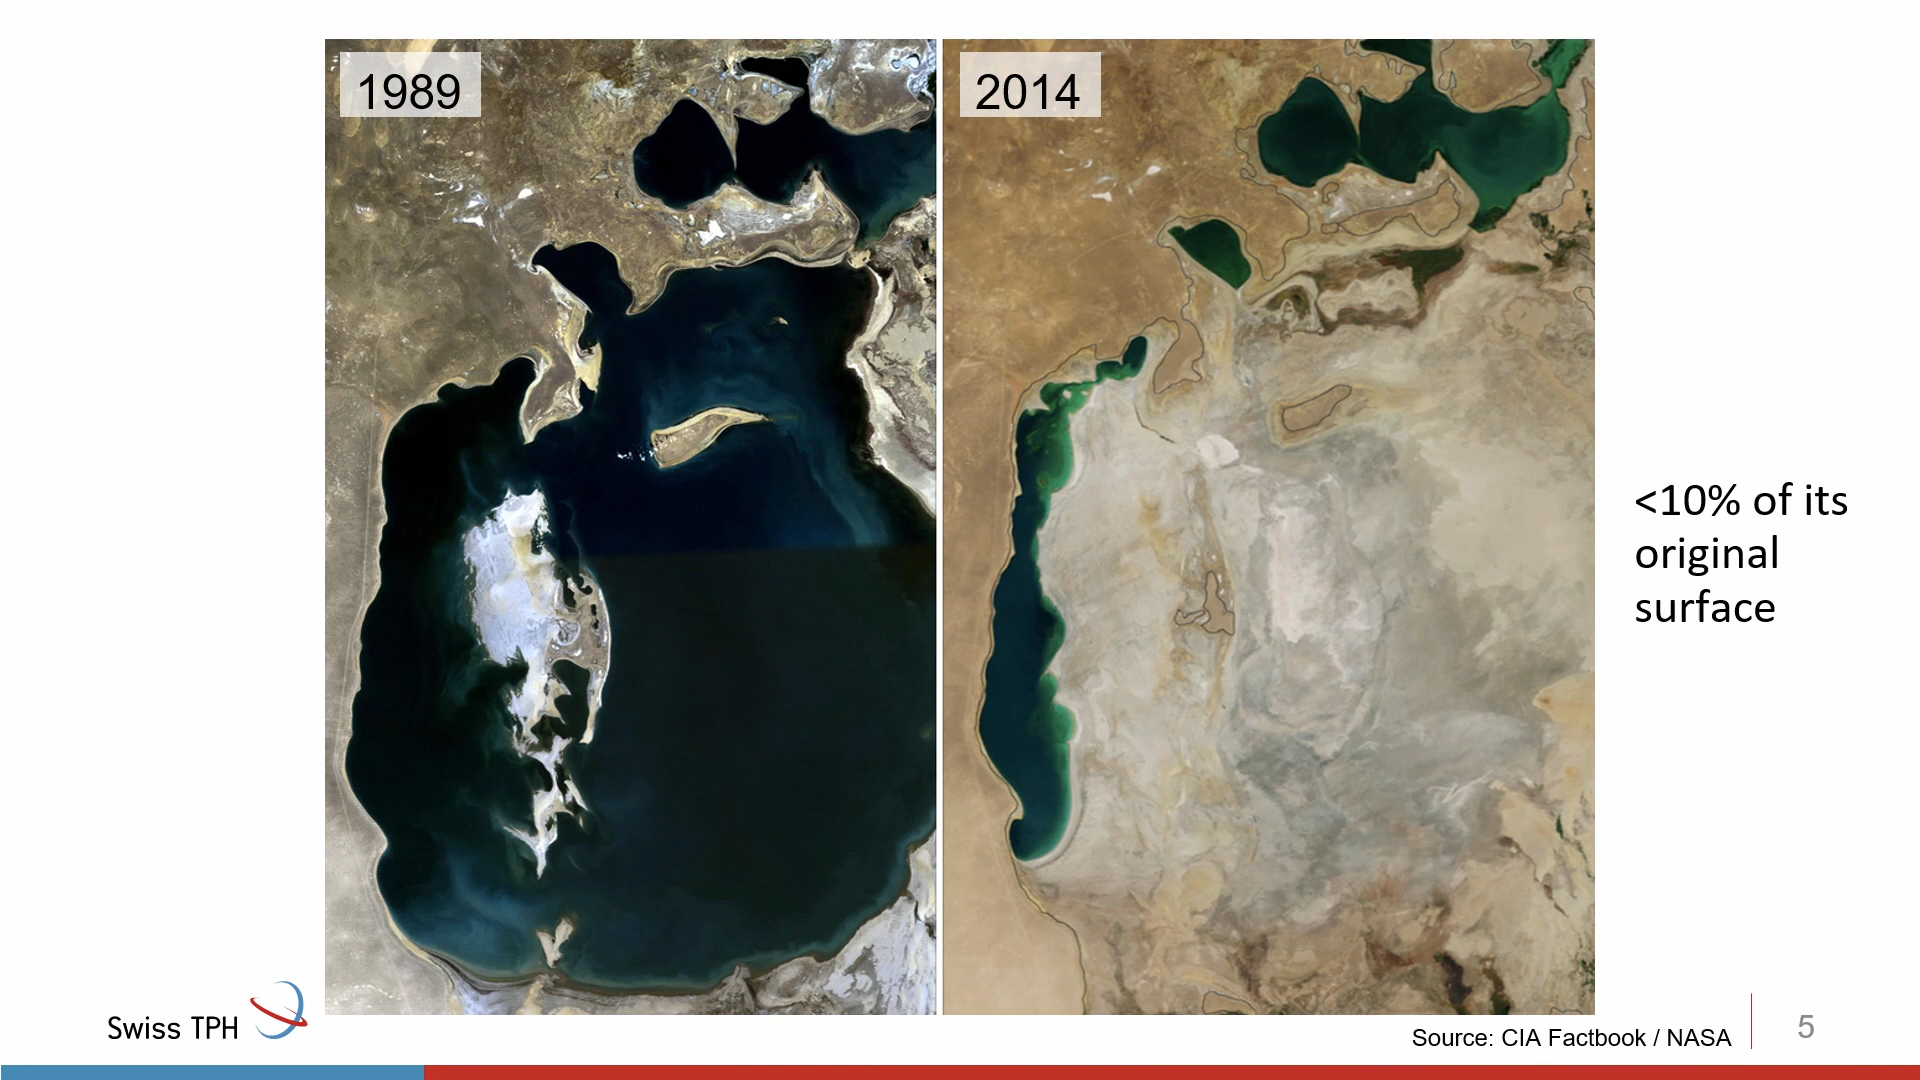 1989
2014
<10% of its
original
surface
Swiss TPH
Source: CIA Factbook / NASA
5